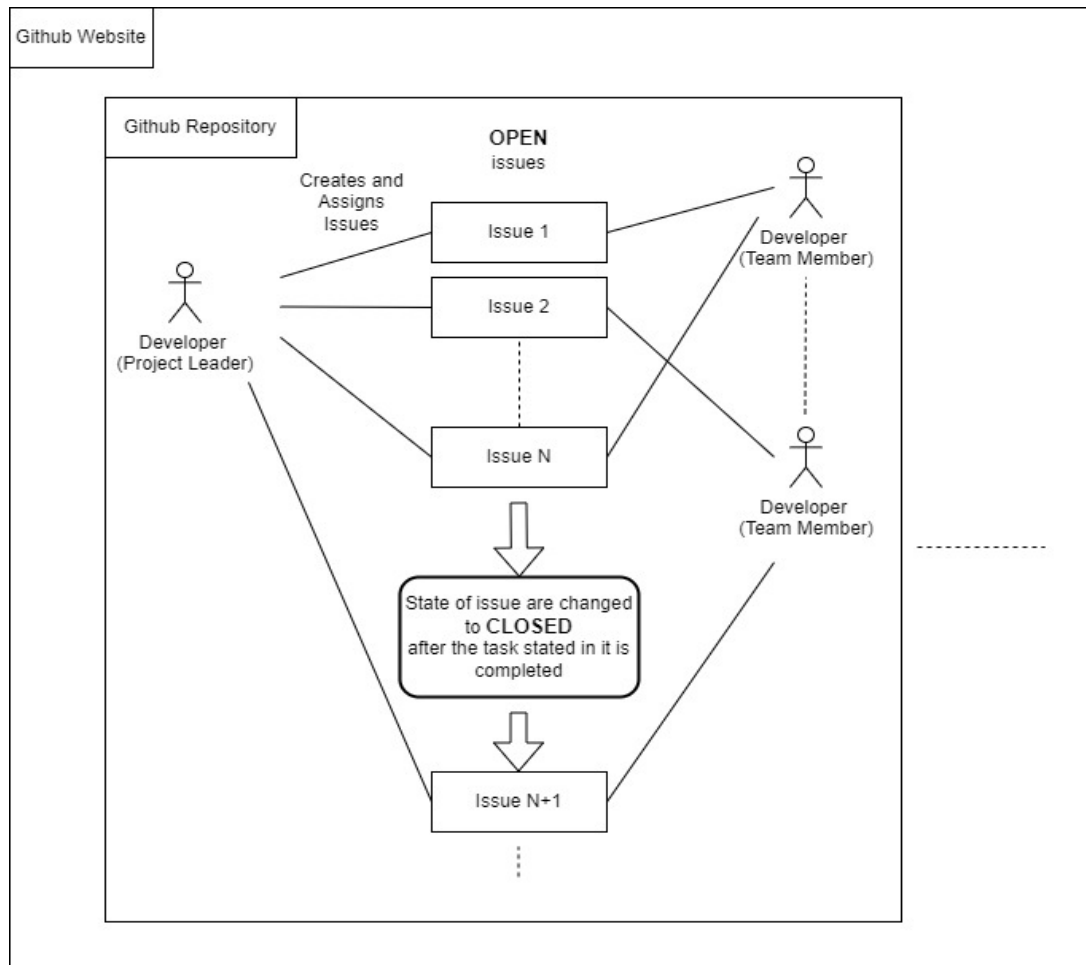 Github Website
Github Repository
OPEN
issues
Creates and
Assigns
Issues
Issue 1
Developer
(Team Member)
Issue 2
Developer
(Project Leader)
Issue N
Developer
(Team Member)
State of issue are changed
to CLOSED
after the task stated in it is
completed
Issue N+1